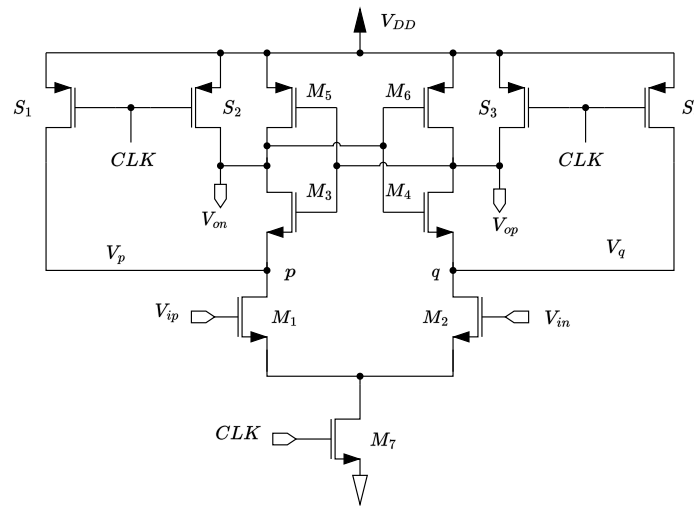 V_DD
S_1
S_2
M_5
M_6
S_3
S
CLK
CLK
V_on
M_3
M_4
V_op
V_p
p
q
V_q
V_ip
M_1
M_2
V_in
CLK
M_7